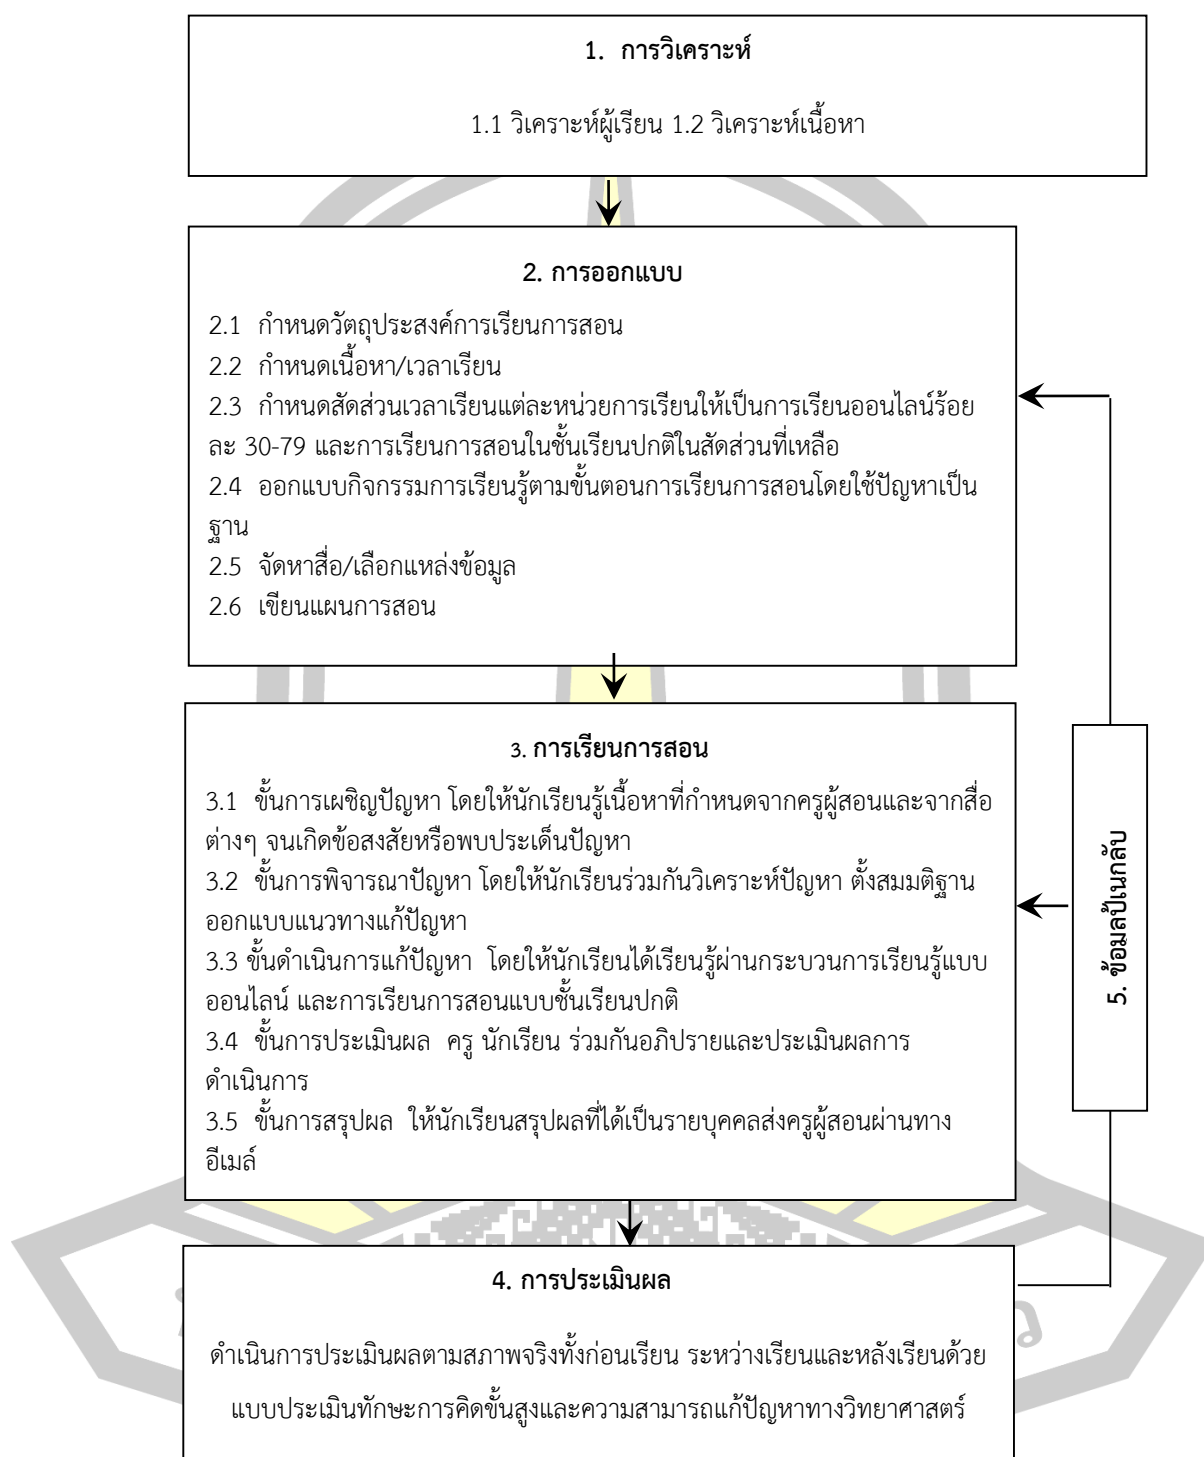 1. การวิเคราะห์
1.1 วิเคราะห์ผู้เรียน 1.2 วิเคราะห์เนื้อหา
2. การออกแบบ
2.1 กำหนดวัตถุประสงค์การเรียนการสอน
2.2 กำหนดเนื้อหา/เวลาเรียน
2.3 กำหนดสัดส่วนเวลาเรียนแต่ละหน่วยการเรียนให้เป็นการเรียนออนไลน์ร้อย
ละ 30-79 และการเรียนการสอนในชั้นเรียนปกติในสัดส่วนที่เหลือ
2.4 ออกแบบกิจกรรมการเรียนรู้ตามขั้นตอนการเรียนการสอนโดยใช้ปัญหาเป็น
ฐาน
2.5 จัดหาสื่อ/เลือกแหล่งข้อมูล
2.6 เขียนแผนการสอน
3. การเรียนการสอน
3.1 ขั้นการเผชิญปัญหา โดยให้นักเรียนรู้เนื้อหาที่กำหนดจากครูผู้สอนและจากสื่อ
ต่างๆ จนเกิดข้อสงสัยหรือพบประเด็นปัญหา
3.2 ขั้นการพิจารณาปัญหา โดยให้นักเรียนร่วมกันวิเคราะห์ปัญหา ตั้งสมมติฐาน
ออกแบบแนวทางแก้ปัญหา
3.3 ขั้นดำเนินการแก้ปัญหา โดยให้นักเรียนได้เรียนรู้ผ่านกระบวนการเรียนรู้แบบ
ออนไลน์ และการเรียนการสอนแบบชั้นเรียนปกติ
3.4 ขั้นการประเมินผล ครู นักเรียน ร่วมกันอภิปรายและประเมินผลการ
ดำเนินการ
3.5 ขั้นการสรุปผล ให้นักเรียนสรุปผลที่ได้เป็นรายบุคคลส่งครูผู้สอนผ่านทาง
อีเมล์
5. ข้อมลป้เนกลับ
4. การประเมินผล
ดำเนินการประเมินผลตามสภาพจริงทั้งก่อนเรียน ระหว่างเรียนและหลังเรียนด้วย
แบบประเมินทักษะการคิดขั้นสูงและความสามารถแก้ปัญหาทางวิทยาศาสตร์